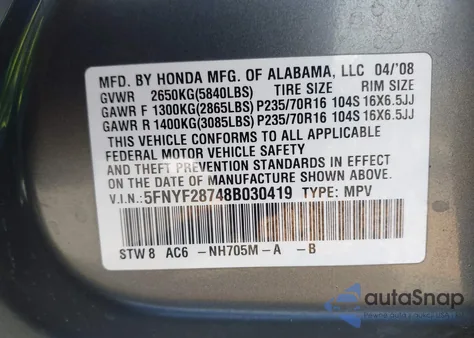 MFD. BY HONDA MFG. OF ALABAMA, LLC 04/'08
GVWR 2650KG(5840LBS) TIRE SIZE RIM SIZE
GAWR F 1300KG(2865LBS) P235/70R16 104S 16X6.5JJ
GAWR R 1400KG(3085LBS) P235/70R16 104S 16X6.5JJ
THIS VEHICLE CONFORMS TO ALL APPLICABLE
FEDERAL MOTOR VEHICLE SAFETY
AND THEFT PREVENTION STANDARDS IN EFFECT
ON THE DATE OF MANUFACTURE SHOWN ABOVE.
V.I.N.:5FNYF28748B030419 TYPE: MPV
STW8 AC6 -NH705M-A -B
autoSnap